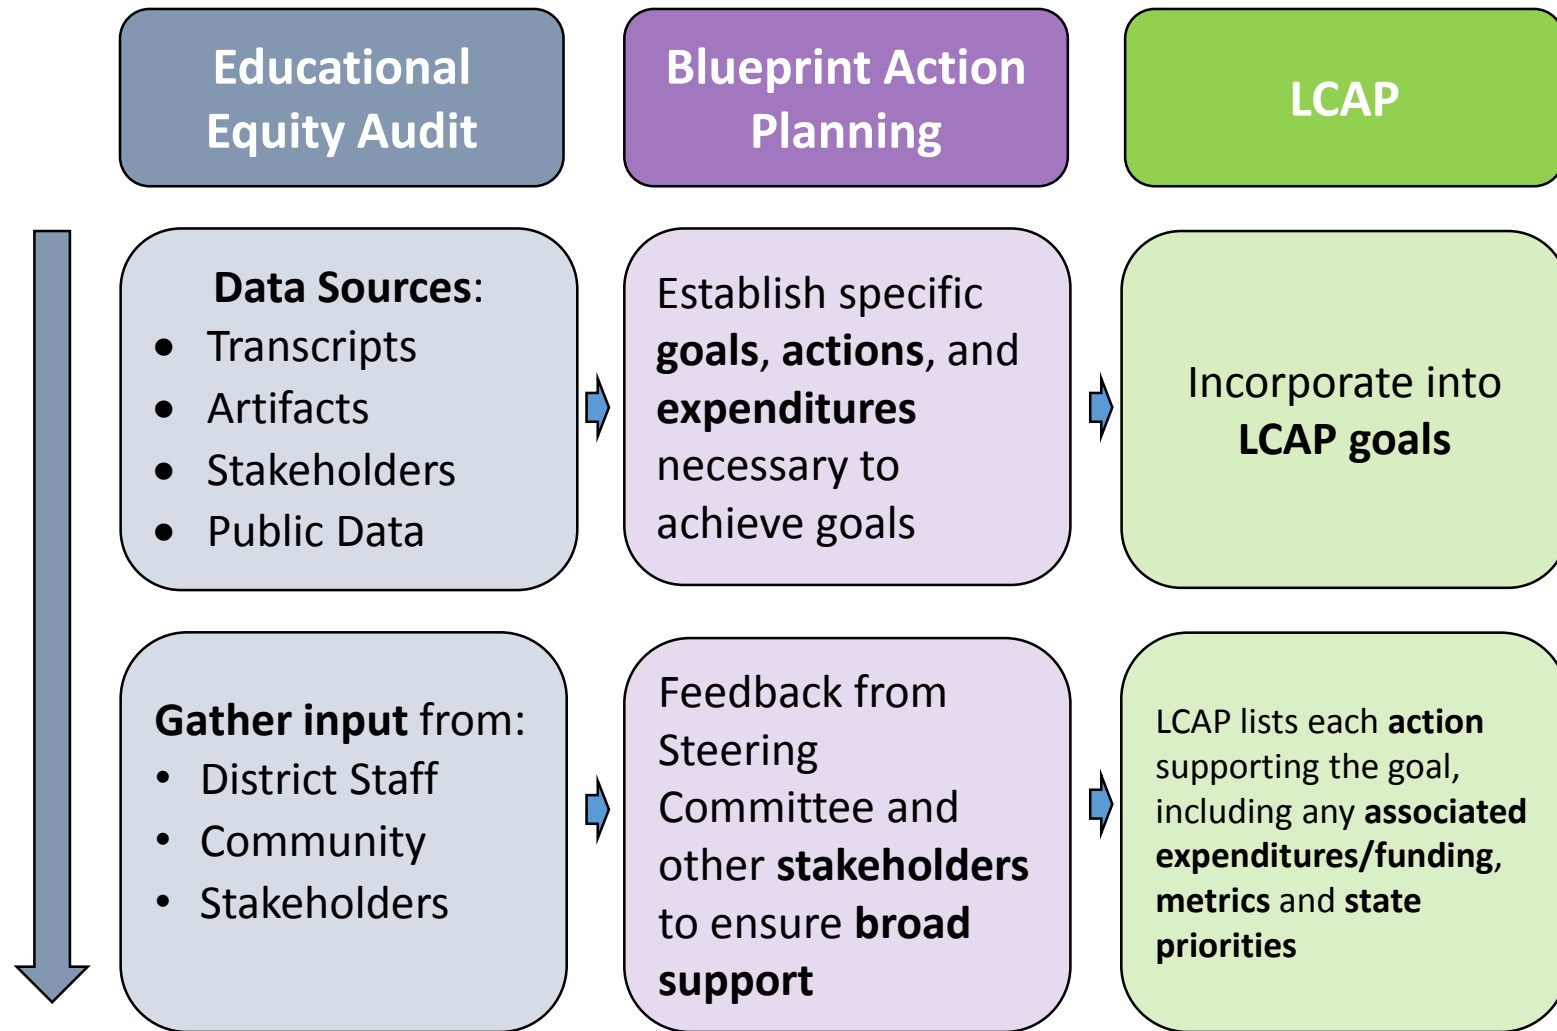 Educational
Equity Audit
Blueprint Action
Planning
LCAP
Data Sources:
• Transcripts
• Artifacts
• Stakeholders
• Public Data
Establish specific
goals, actions, and
expenditures
necessary to
achieve goals
Incorporate into
LCAP goals
Gather input from:
• District Staff
• Community
• Stakeholders
Feedback from
Steering
Committee and
other stakeholders
to ensure broad
support
LCAP lists each action
supporting the goal,
including any associated
expenditures/funding,
metrics and state
priorities